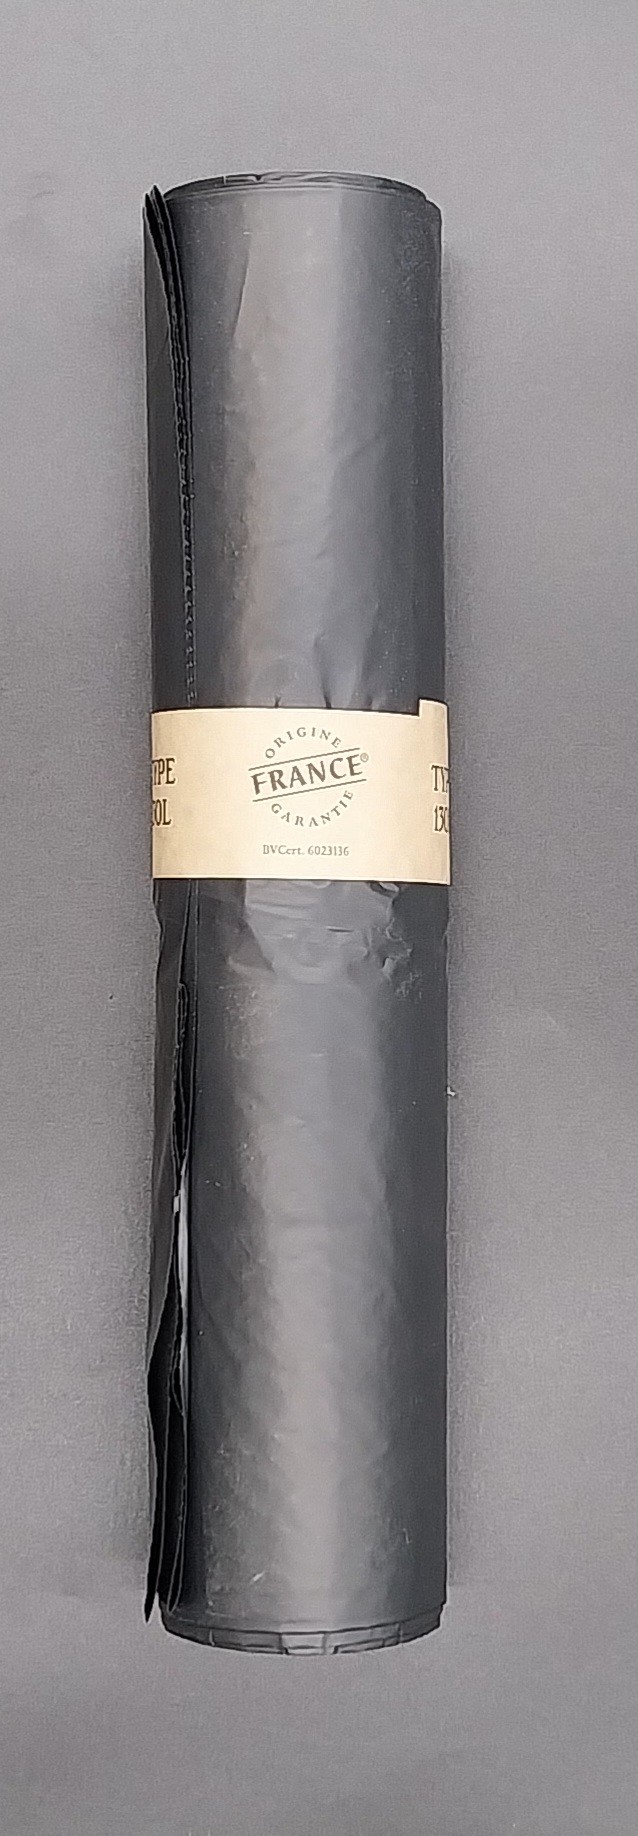 ORIGINE
FRANCE®
GARANTIE
BVCert. 6023136